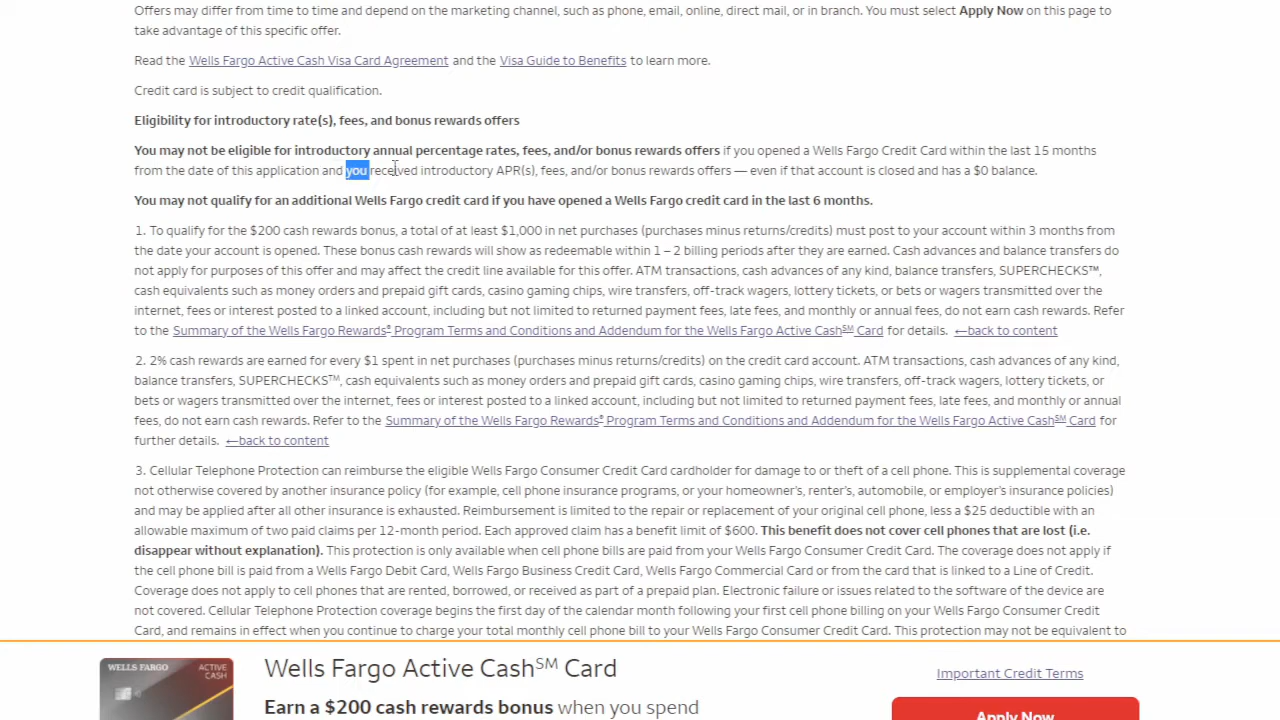 Offers may differ from time to time and depend on the marketing channel, such as phone, email, online, direct mail, or in branch. You must select Apply Now on this page to
take advantage of this specific offer.
Read the Wells Fargo Active Cash Visa Card Agreement and the Visa Guide to Benefits to learn more.
Credit card is subject to credit qualification.
Eligibility for introductory rate(s), fees, and bonus rewards offers
You may not be eligible for introductory annual percentage rates, fees, and/or bonus rewards offers if you opened a Wells Fargo Credit Card within the last 15 months
from the date of this application and you received introductory APR(s), fees, and/or bonus rewards offers — even if that account is closed and has a $0 balance.
You may not qualify for an additional Wells Fargo credit card if you have opened a Wells Fargo credit card in the last 6 months.
1. To qualify for the $200 cash rewards bonus, a total of at least $1,000 in net purchases (purchases minus returns/credits) must post to your account within 3 months from
the date your account is opened. These bonus cash rewards will show as redeemable within 1 – 2 billing periods after they are earned. Cash advances and balance transfers do
not apply for purposes of this offer and may affect the credit line available for this offer. ATM transactions, cash advances of any kind, balance transfers, SUPERCHECKS™,
cash equivalents such as money orders and prepaid gift cards, casino gaming chips, wire transfers, off-track wagers, lottery tickets, or bets or wagers transmitted over the
internet, fees or interest posted to a linked account, including but not limited to returned payment fees, late fees, and monthly or annual fees, do not earn cash rewards. Refer
to the Summary of the Wells Fargo Rewards® Program Terms and Conditions and Addendum for the Wells Fargo Active Cash℠ Card for details. ←back to content
2. 2% cash rewards are earned for every $1 spent in net purchases (purchases minus returns/credits) on the credit card account. ATM transactions, cash advances of any kind,
balance transfers, SUPERCHECKS™, cash equivalents such as money orders and prepaid gift cards, casino gaming chips, wire transfers, off-track wagers, lottery tickets, or
bets or wagers transmitted over the internet, fees or interest posted to a linked account, including but not limited to returned payment fees, late fees, and monthly or annual
fees, do not earn cash rewards. Refer to the Summary of the Wells Fargo Rewards® Program Terms and Conditions and Addendum for the Wells Fargo Active Cash℠ Card for
further details. ←back to content
3. Cellular Telephone Protection can reimburse the eligible Wells Fargo Consumer Credit Card cardholder for damage to or theft of a cell phone. This is supplemental coverage
not otherwise covered by another insurance policy (for example, cell phone insurance programs, or your homeowner's, renter's, automobile, or employer's insurance policies)
and may be applied after all other insurance is exhausted. Reimbursement is limited to the repair or replacement of your original cell phone, less a $25 deductible with an
allowable maximum of two paid claims per 12-month period. Each approved claim has a benefit limit of $600. This benefit does not cover cell phones that are lost (i.e.
disappear without explanation). This protection is only available when cell phone bills are paid from your Wells Fargo Consumer Credit Card. The coverage does not apply if
the cell phone bill is paid from a Wells Fargo Debit Card, Wells Fargo Business Credit Card, Wells Fargo Commercial Card or from the card that is linked to a Line of Credit.
Coverage does not apply to cell phones that are rented, borrowed, or received as part of a prepaid plan. Electronic failure or issues related to the software of the device are
not covered. Cellular Telephone Protection coverage begins the first day of the calendar month following your first cell phone billing on your Wells Fargo Consumer Credit
Card, and remains in effect when you continue to charge your total monthly cell phone bill to your Wells Fargo Consumer Credit Card. This protection may not be equivalent to
WELLS FARGO
ACTIVE
CASH
Wells Fargo Active Cash℠ Card
Earn a $200 cash rewards bonus when you spend
Important Credit Terms
Apply Now